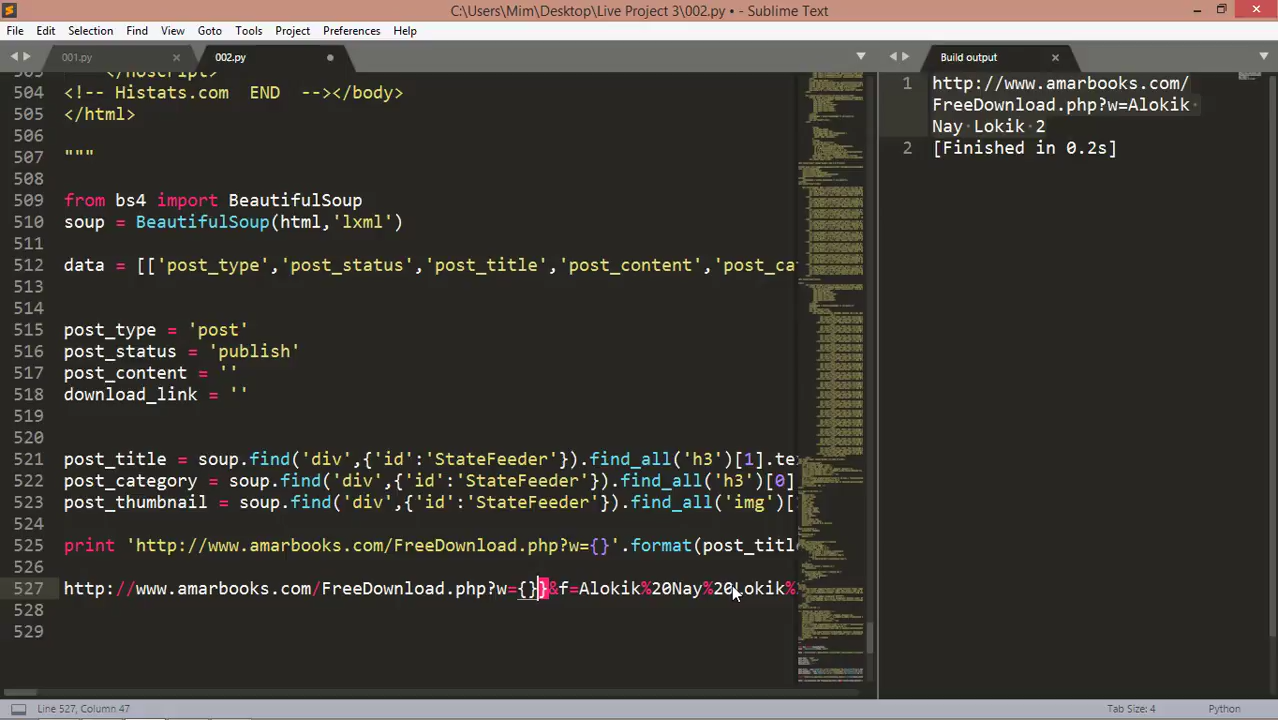 C:\Users\Mim\Desktop\Live Project 3\002.py • - Sublime Text
File Edit Selection Find View Goto Tools Project Preferences Help
001.py
002.py
Build output
503 </noscript>
504 <!-- Histats.com  END  --></body>
505 </html>
506
507 """
508
509 from bs4 import BeautifulSoup
510 soup = BeautifulSoup(html,'lxml')
511
512 data = [['post_type','post_status','post_title','post_content','post_ca
513
514
515 post_type = 'post'
516 post_status = 'publish'
517 post_content = ''
518 download_link = ''
519
520
521 post_title = soup.find('div',{'id':'StateFeeder'}).find_all('h3')[1].te
522 post_category = soup.find('div',{'id':'StateFeeder'}).find_all('h3')[0]
523 post_thumbnail = soup.find('div',{'id':'StateFeeder'}).find_all('img')[
524
525 print 'http://www.amarbooks.com/FreeDownload.php?w={}'.format(post_titl
526
527 http://www.amarbooks.com/FreeDownload.php?w={}}&f=Alokik%20Nay%20Lokik%
528
529
1 http://www.amarbooks.com/
FreeDownload.php?w=Alokik
Nay Lokik 2
2 [Finished in 0.2s]
Line 527, Column 47
Tab Size: 4
Python